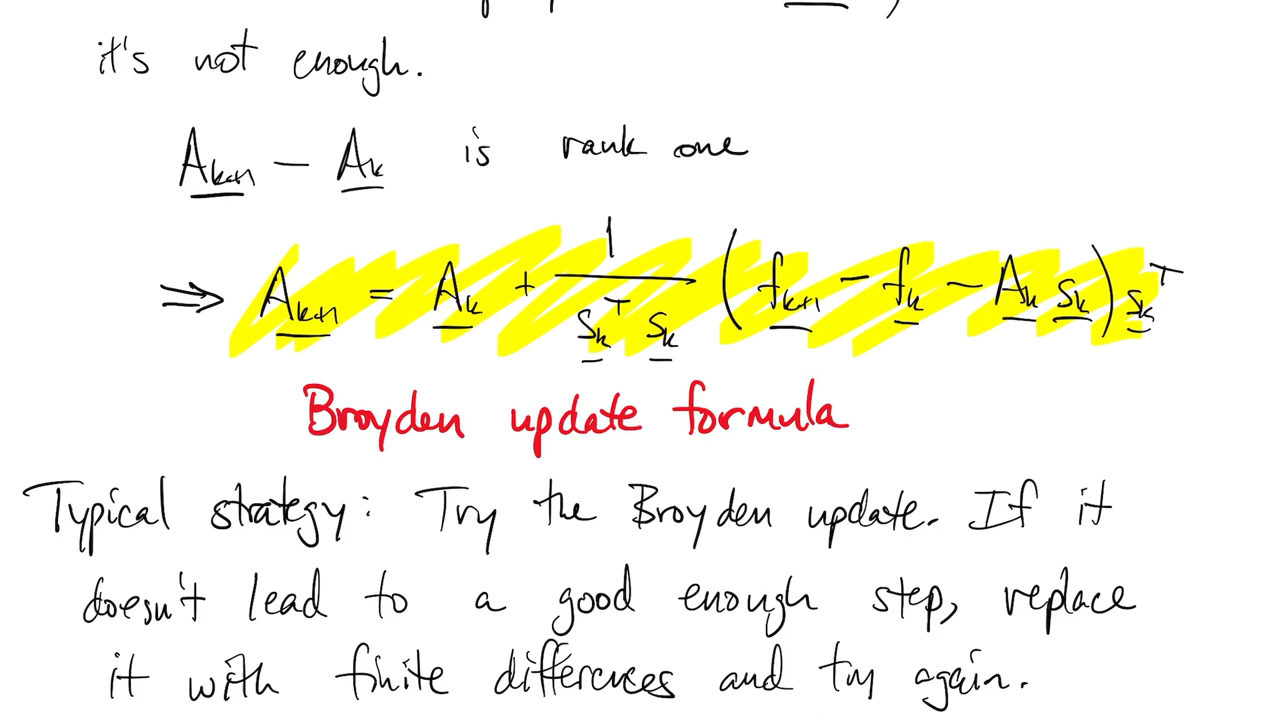 it's not enough.
A_{k+1} − A_k is rank one
⇒ A_{k+1} = A_k + \frac{1}{s_k^T s_k} (f_{k+1} − f_k − A_k s_k) s_k^T
Broyden update formula
Typical strategy: Try the Broyden update. If it
doesn't lead to a good enough step, replace
it with finite differences and try again.